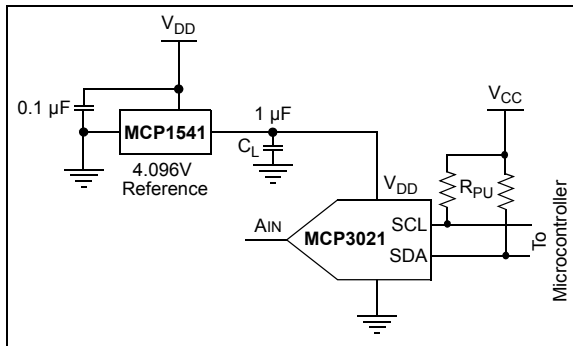 VDD
0.1 µF
MCP1541
4.096V
Reference
1 µF
CL
VCC
VDD
RPU
AIN
MCP3021
SCL
SDA
To
Microcontroller